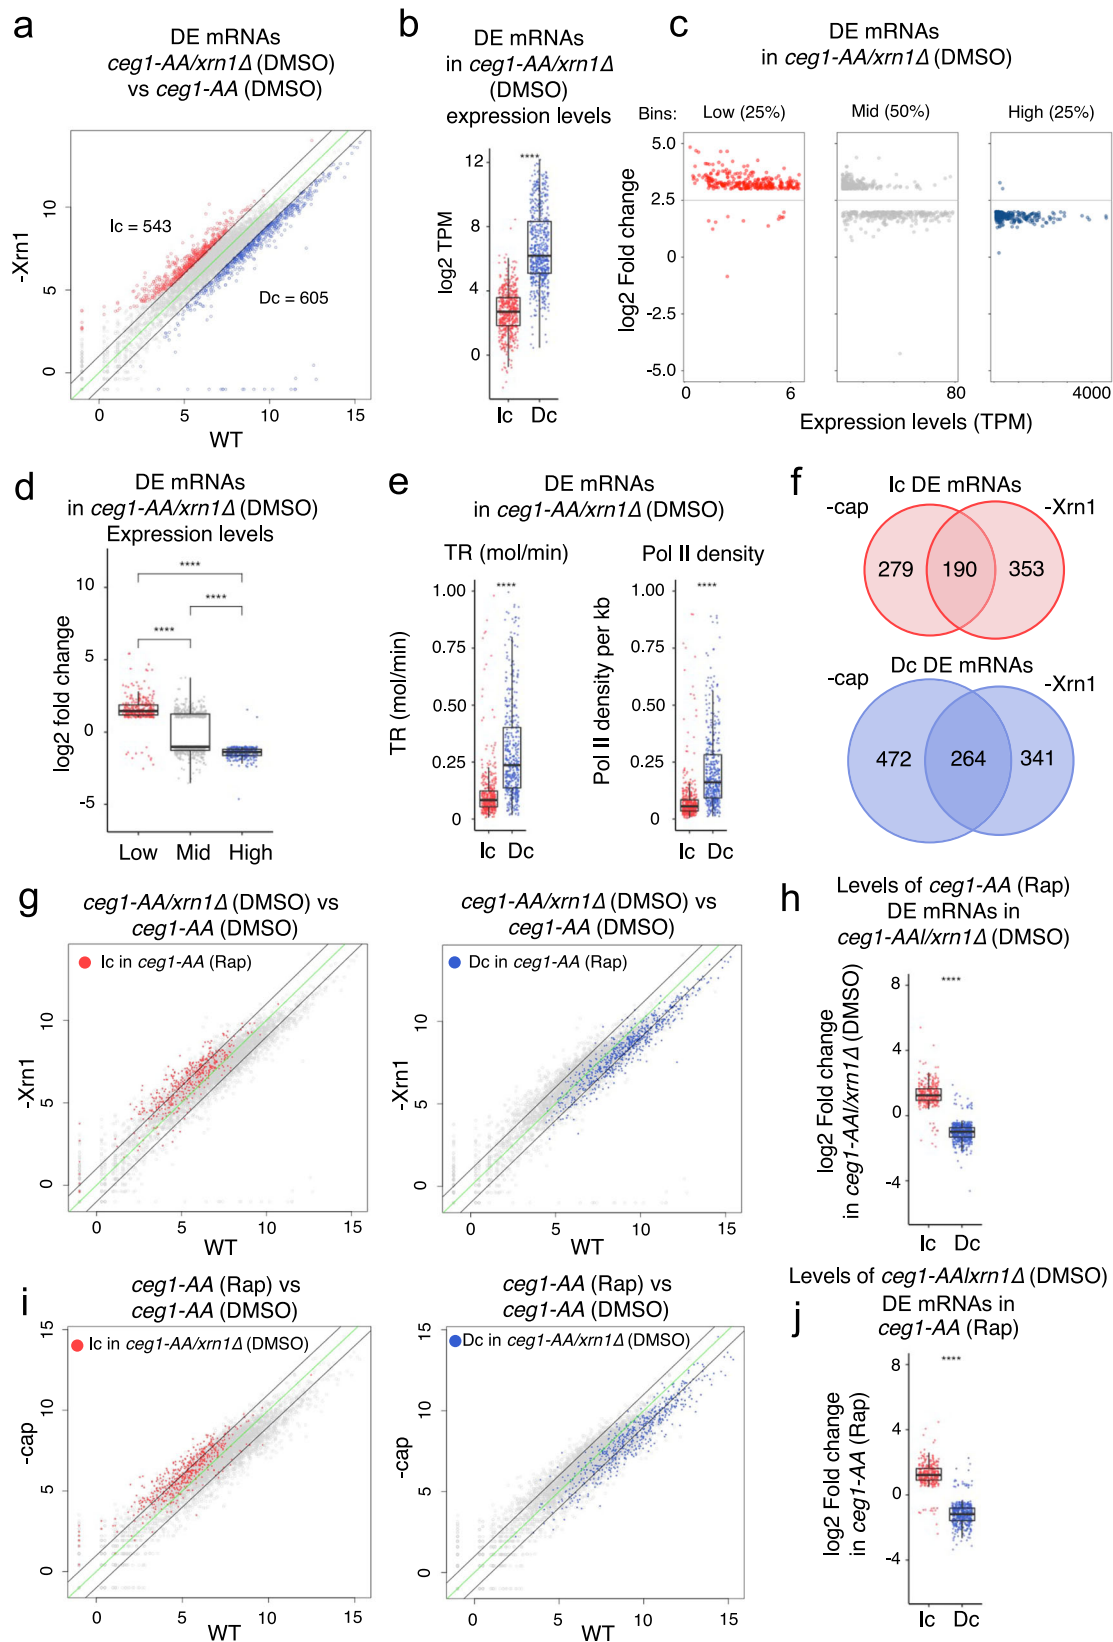 a
DE mRNAs
ceg1-AA/xrn1Δ (DMSO)
vs ceg1-AA (DMSO)
Ic = 543
Dc = 605
-Xrn1
10
5
0
0
5
10
15
WT
b
DE mRNAs
in ceg1-AA/xrn1Δ
(DMSO)
expression levels
****
log2 TPM
12
8
4
0
Ic
Dc
c
DE mRNAs
in ceg1-AA/xrn1Δ (DMSO)
Bins:
Low (25%)
Mid (50%)
High (25%)
log2 Fold change
5.0
2.5
0
-2.5
-5.0
0
6
80
4000
Expression levels (TPM)
d
DE mRNAs
in ceg1-AA/xrn1Δ (DMSO)
Expression levels
****
****
****
log2 fold change
10
5
0
-5
Low
Mid
High
e
DE mRNAs
in ceg1-AA/xrn1Δ (DMSO)
TR (mol/min)
Pol II density
****
****
TR (mol/min)
1.00
0.75
0.50
0.25
0
Ic
Dc
Pol II density per kb
1.00
0.75
0.50
0.25
0
Ic
Dc
f
Ic DE mRNAs
-cap
-Xrn1
279
190
353
Dc DE mRNAs
-cap
-Xrn1
472
264
341
g
ceg1-AA/xrn1Δ (DMSO) vs
ceg1-AA (DMSO)
Ic in ceg1-AA (Rap)
-Xrn1
10
5
0
0
5
10
15
WT
ceg1-AA/xrn1Δ (DMSO) vs
ceg1-AA (DMSO)
Dc in ceg1-AA (Rap)
-Xrn1
10
5
0
0
5
10
15
WT
h
Levels of ceg1-AA (Rap)
DE mRNAs in
ceg1-AA/xrn1Δ (DMSO)
****
log2 Fold change
in ceg1-AA/xrn1Δ (DMSO)
8
4
0
-4
Ic
Dc
i
ceg1-AA (Rap) vs
ceg1-AA (DMSO)
Ic in ceg1-AA/xrn1Δ (DMSO)
-cap
15
10
5
0
0
5
10
15
WT
ceg1-AA (Rap) vs
ceg1-AA (DMSO)
Dc in ceg1-AA/xrn1Δ (DMSO)
-cap
15
10
5
0
0
5
10
15
WT
Levels of ceg1-AA/xrn1Δ (DMSO)
j
DE mRNAs in
ceg1-AA (Rap)
****
log2 Fold change
in ceg1-AA (Rap)
8
4
0
-4
Ic
Dc